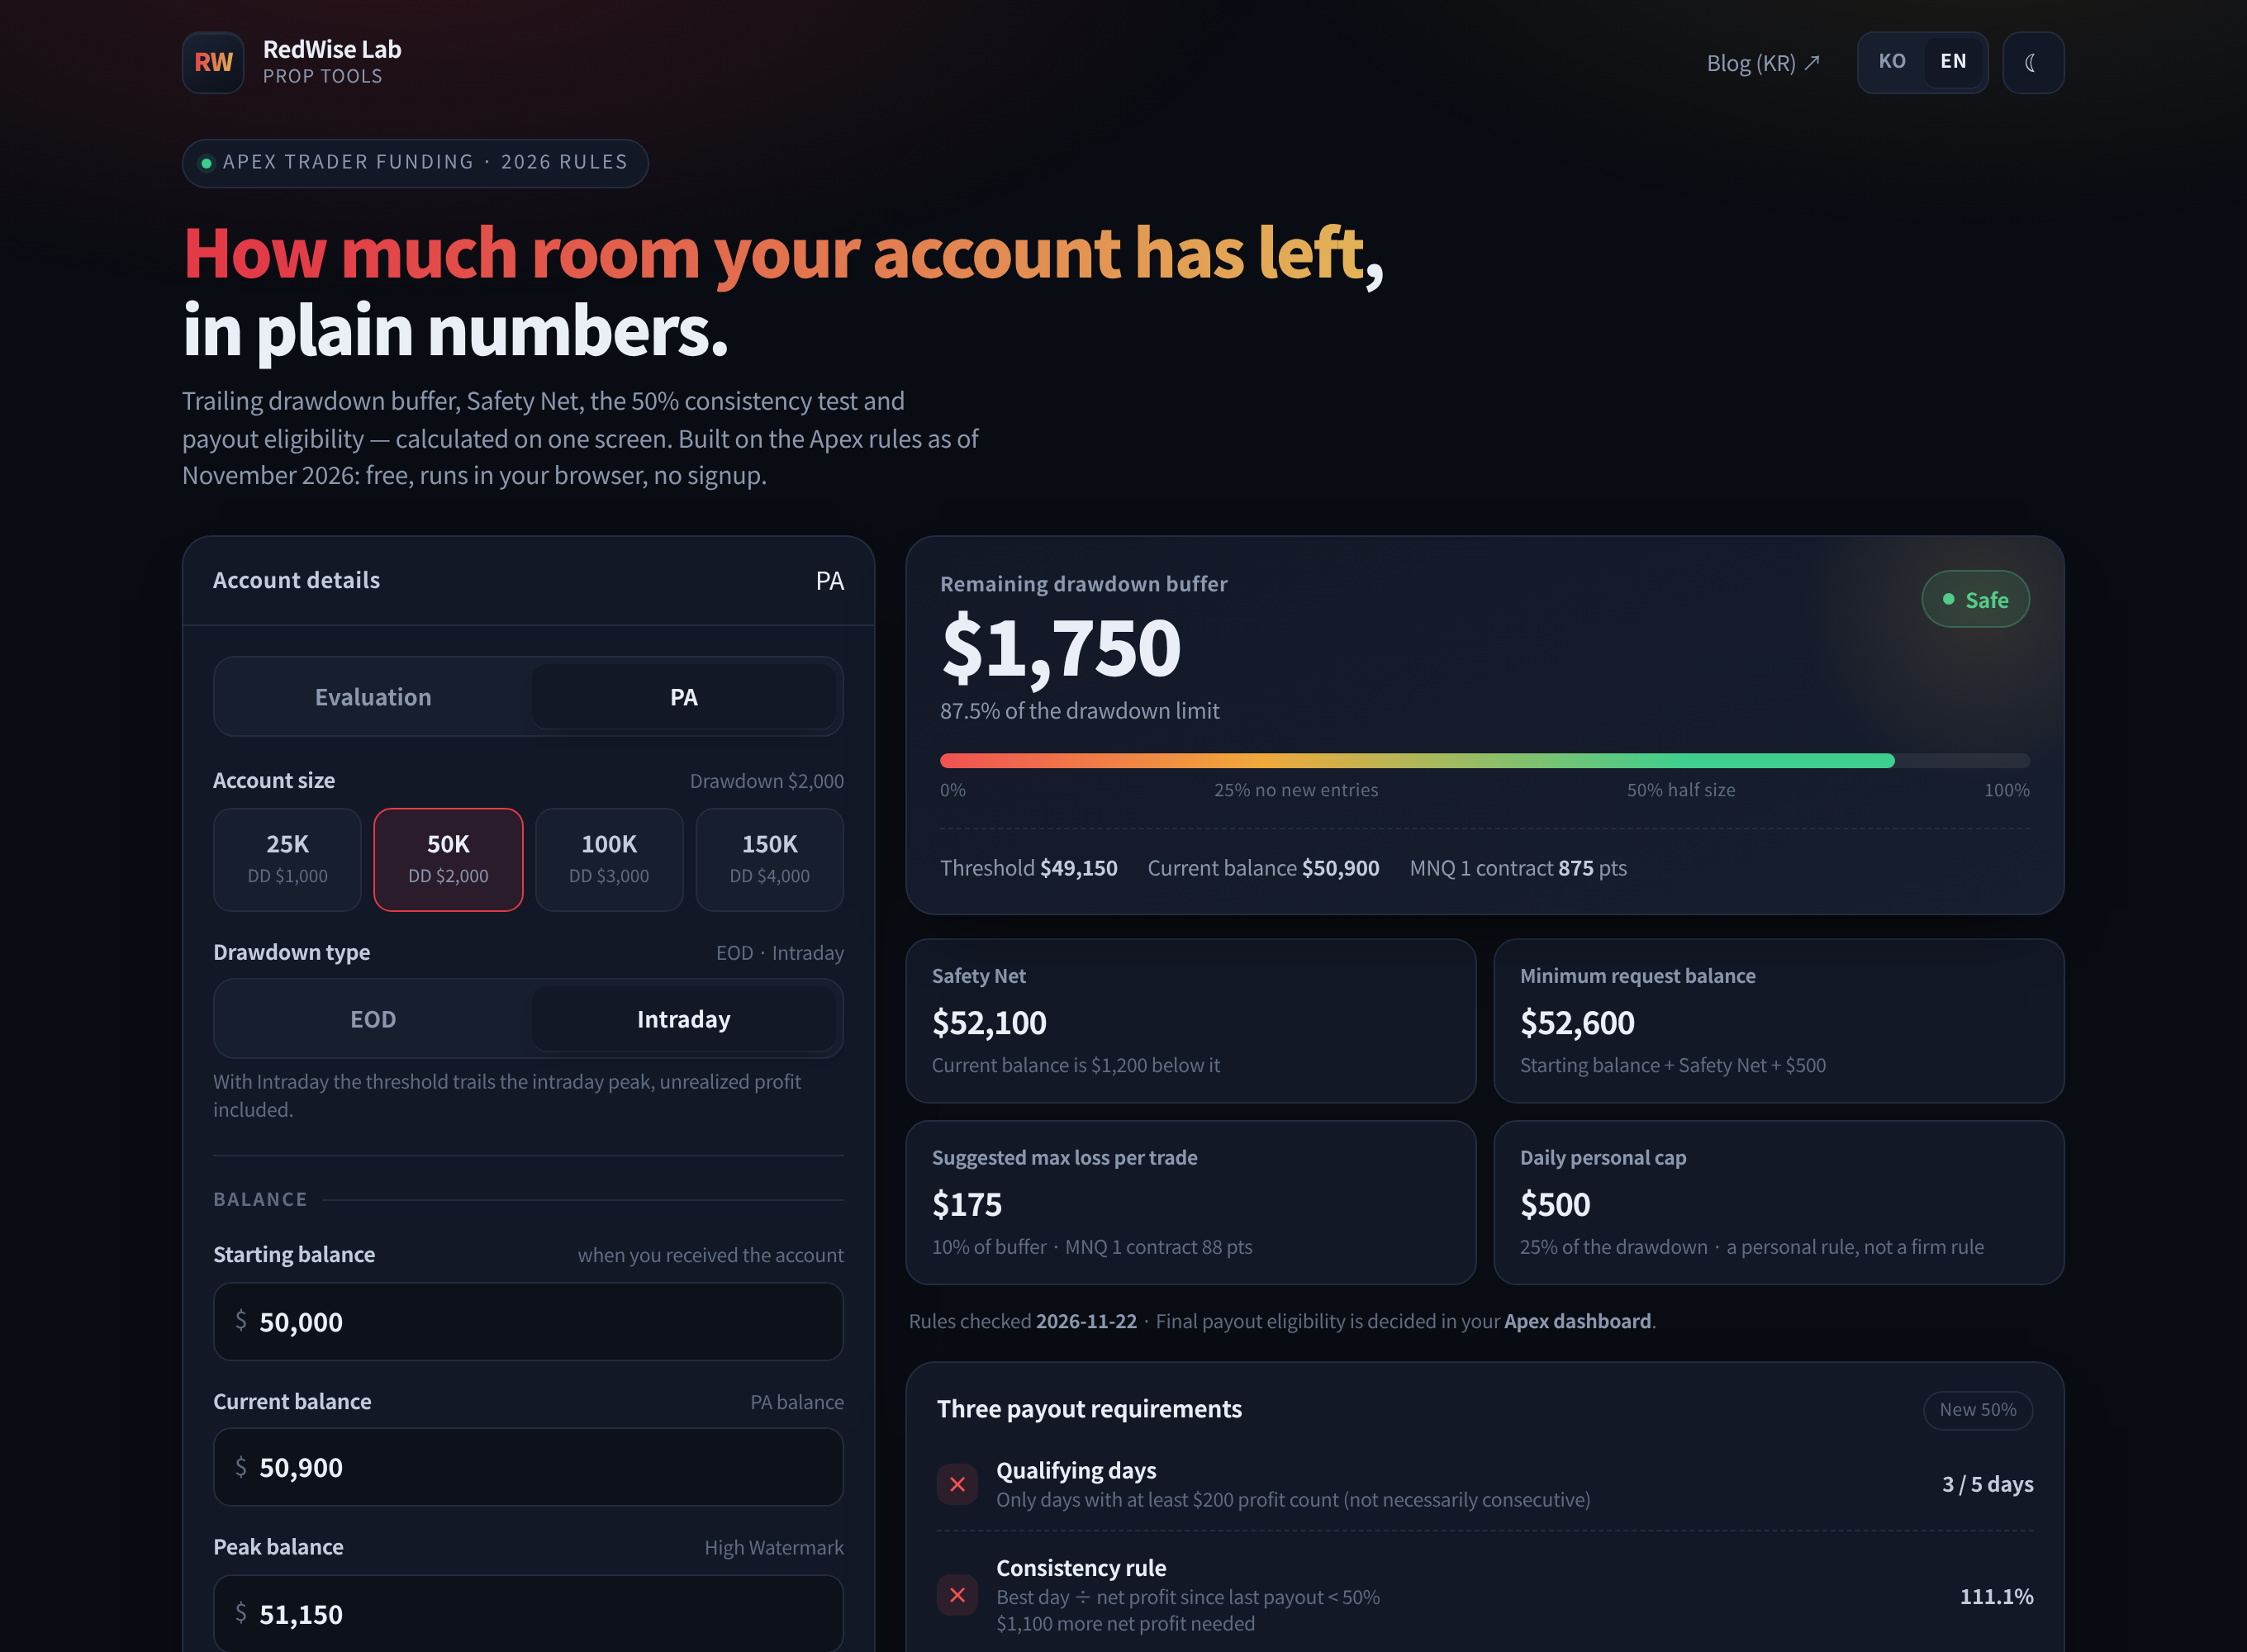 RW
RedWise Lab
PROP TOOLS
Blog (KR) ↗
KO
EN
APEX TRADER FUNDING · 2026 RULES
How much room your account has left,
in plain numbers.
Trailing drawdown buffer, Safety Net, the 50% consistency test and
payout eligibility — calculated on one screen. Built on the Apex rules as of
November 2026: free, runs in your browser, no signup.
Account details
PA
Evaluation
PA
Account size
Drawdown $2,000
25K
DD $1,000
50K
DD $2,000
100K
DD $3,000
150K
DD $4,000
Drawdown type
EOD · Intraday
EOD
Intraday
With Intraday the threshold trails the intraday peak, unrealized profit
included.
BALANCE
Starting balance
when you received the account
$ 50,000
Current balance
PA balance
$ 50,900
Peak balance
High Watermark
$ 51,150
Remaining drawdown buffer
Safe
$1,750
87.5% of the drawdown limit
0%
25% no new entries
50% half size
100%
Threshold $49,150
Current balance $50,900
MNQ 1 contract 875 pts
Safety Net
$52,100
Current balance is $1,200 below it
Minimum request balance
$52,600
Starting balance + Safety Net + $500
Suggested max loss per trade
$175
10% of buffer · MNQ 1 contract 88 pts
Daily personal cap
$500
25% of the drawdown · a personal rule, not a firm rule
Rules checked 2026-11-22 · Final payout eligibility is decided in your Apex dashboard.
Three payout requirements
New 50%
Qualifying days
Only days with at least $200 profit count (not necessarily consecutive)
3 / 5 days
Consistency rule
Best day ÷ net profit since last payout < 50%
$1,100 more net profit needed
111.1%